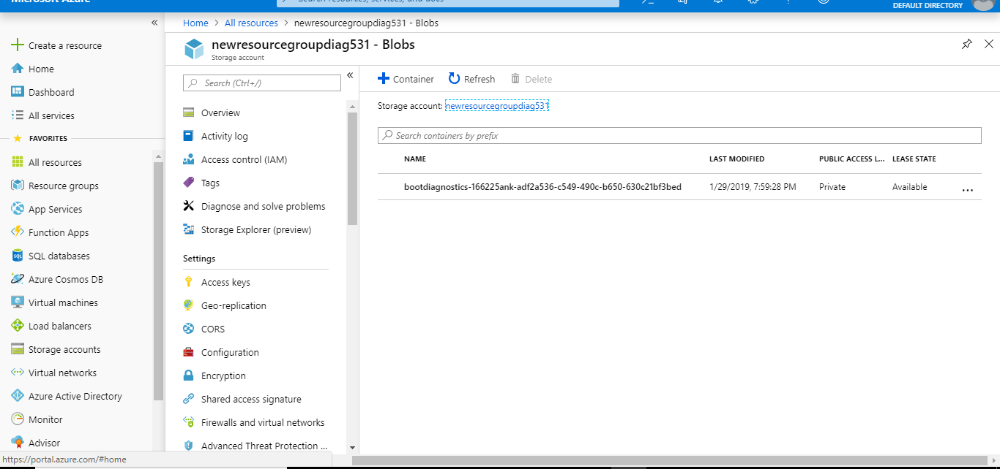 Microsoft Azure
Search resources, services, and docs
DEFAULT DIRECTORY
«
Create a resource
Home
Dashboard
All services
FAVORITES
All resources
Resource groups
App Services
Function Apps
SQL databases
Azure Cosmos DB
Virtual machines
Load balancers
Storage accounts
Virtual networks
Azure Active Directory
Monitor
Advisor
https://portal.azure.com/#home
Home > All resources > newresourcegroupdiag531 - Blobs
newresourcegroupdiag531 - Blobs
Storage account
Search (Ctrl+/)
«
Overview
Activity log
Access control (IAM)
Tags
Diagnose and solve problems
Storage Explorer (preview)
Settings
Access keys
Geo-replication
CORS
Configuration
Encryption
Shared access signature
Firewalls and virtual networks
Advanced Threat Protection ...
Container Refresh Delete
Storage account: newresourcegroupdiag531
Search containers by prefix
NAME LAST MODIFIED PUBLIC ACCESS L... LEASE STATE
bootdiagnostics-166225ank-adf2a536-c549-490c-b650-630c21bf3bed 1/29/2019, 7:59:28 PM Private Available ...